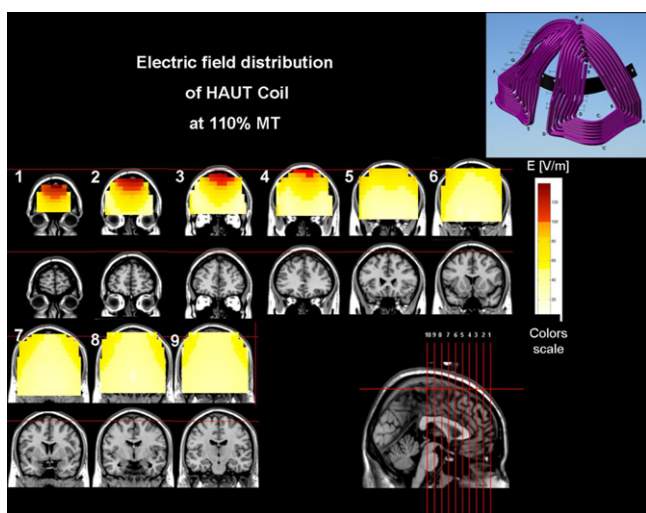 Electric field distribution
of HAUT Coil
at 110% MT
E [V/m]
1 2 3 4 5 6
Colors
scale
7 8 9
10 9 8 7 6 5 4 3 2 1